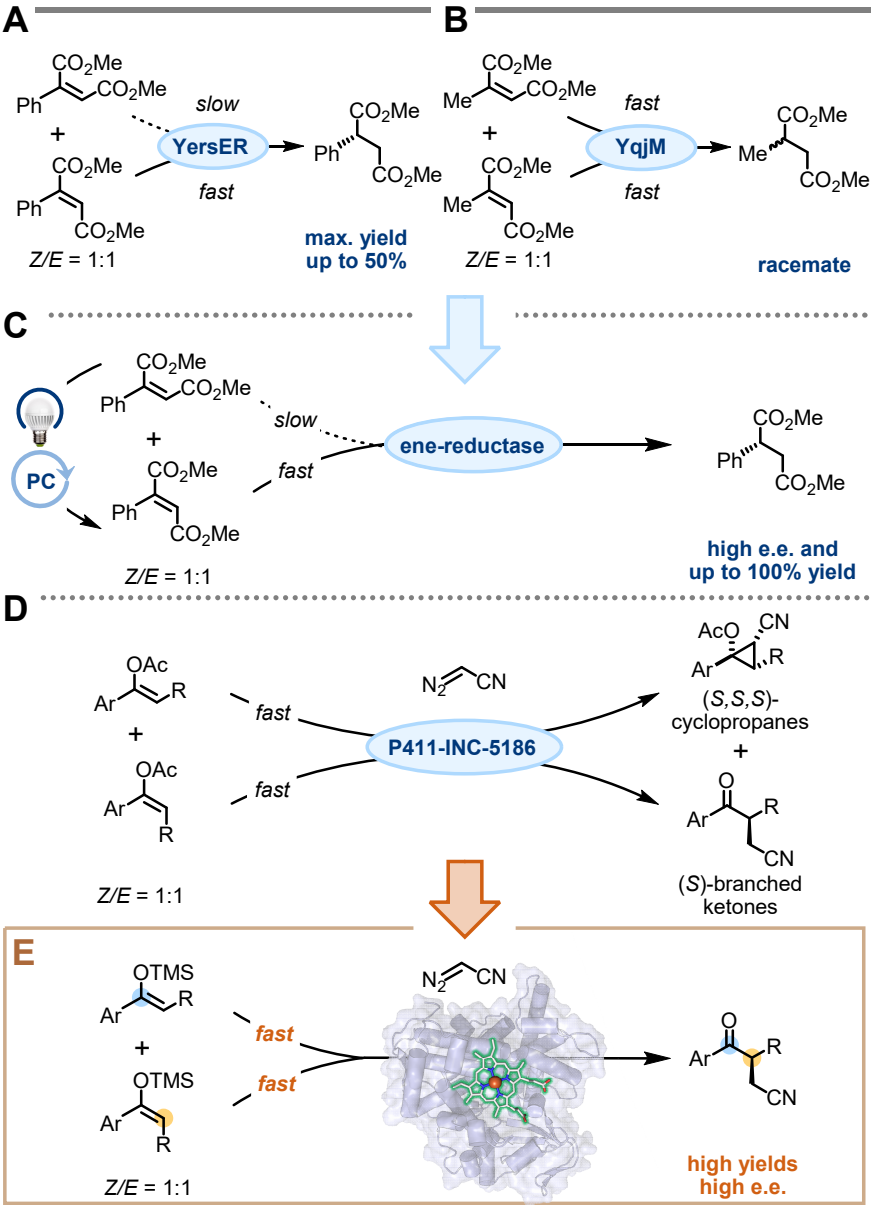 A
CO2Me
CO2Me
Ph
+
CO2Me
Ph
CO2Me
Z/E = 1:1
slow
YersER
fast
CO2Me
Ph
CO2Me
max. yield
up to 50%
B
CO2Me
CO2Me
Me
+
CO2Me
Me
CO2Me
Z/E = 1:1
fast
YqjM
fast
CO2Me
Me
CO2Me
racemate
C
PC
CO2Me
CO2Me
Ph
+
CO2Me
Ph
CO2Me
Z/E = 1:1
slow
fast
ene-reductase
CO2Me
Ph
CO2Me
high e.e. and
up to 100% yield
D
OAc
Ar
R
+
OAc
Ar
R
Z/E = 1:1
fast
fast
N2
CN
P411-INC-5186
AcO
CN
Ar
R
(S,S,S)-
cyclopropanes
+
O
Ar
R
CN
(S)-branched
ketones
E
OTMS
Ar
R
+
OTMS
Ar
R
Z/E = 1:1
fast
fast
N2
CN
O
Ar
R
CN
high yields
high e.e.